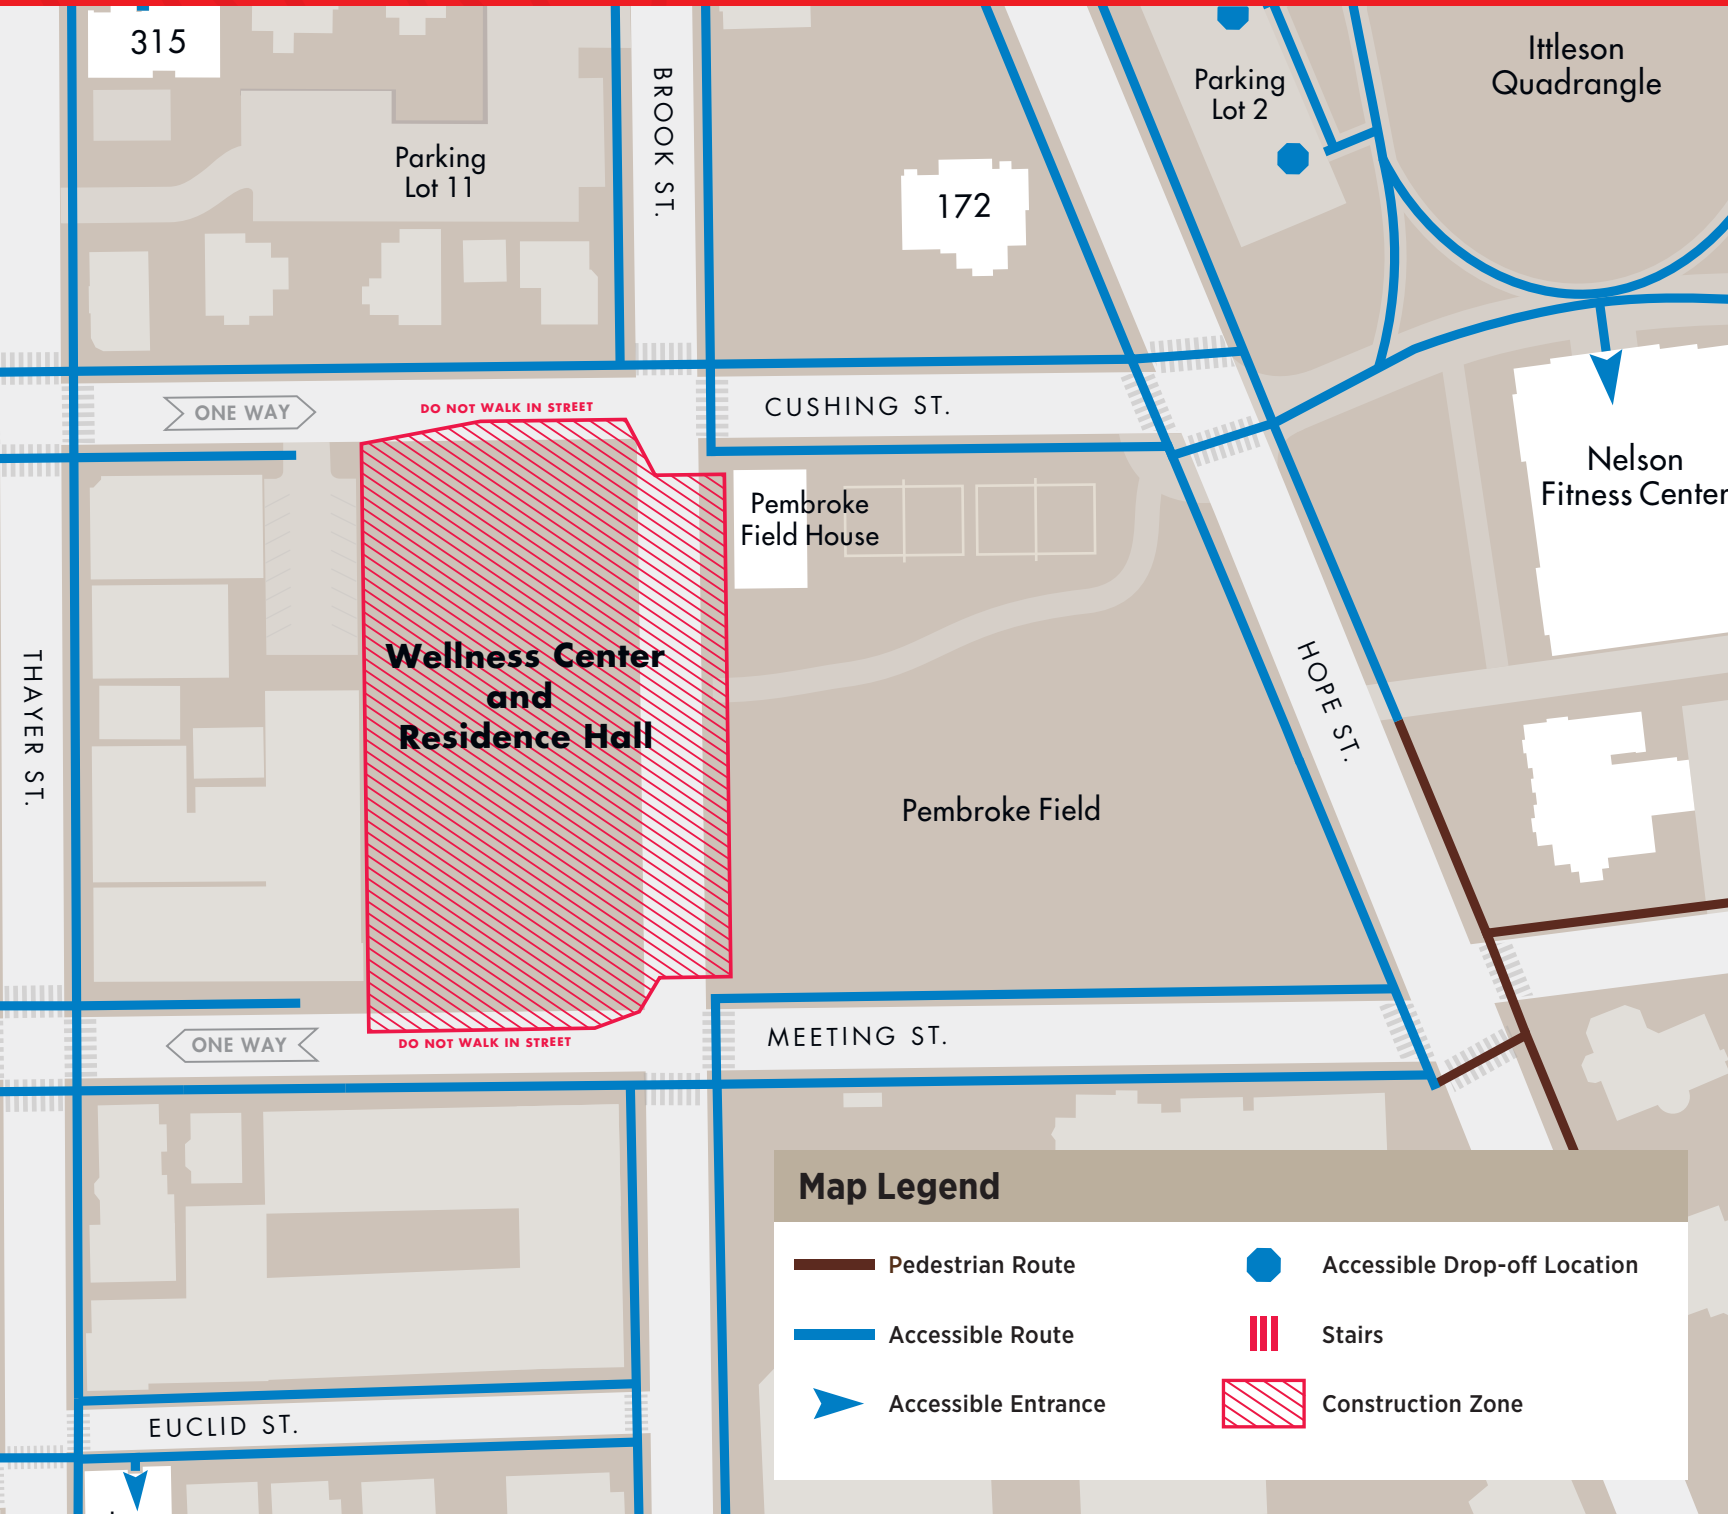 315
BROOK ST.
Parking
Lot 11
Parking
Lot 2
Ittleson
Quadrangle
172
ONE WAY
DO NOT WALK IN STREET
CUSHING ST.
Pembroke
Field House
Nelson
Fitness Center
Wellness Center
and
Residence Hall
THAYER ST.
HOPE ST.
Pembroke Field
ONE WAY
DO NOT WALK IN STREET
MEETING ST.
EUCLID ST.
Map Legend
Pedestrian Route
Accessible Route
Accessible Entrance
Accessible Drop-off Location
Stairs
Construction Zone